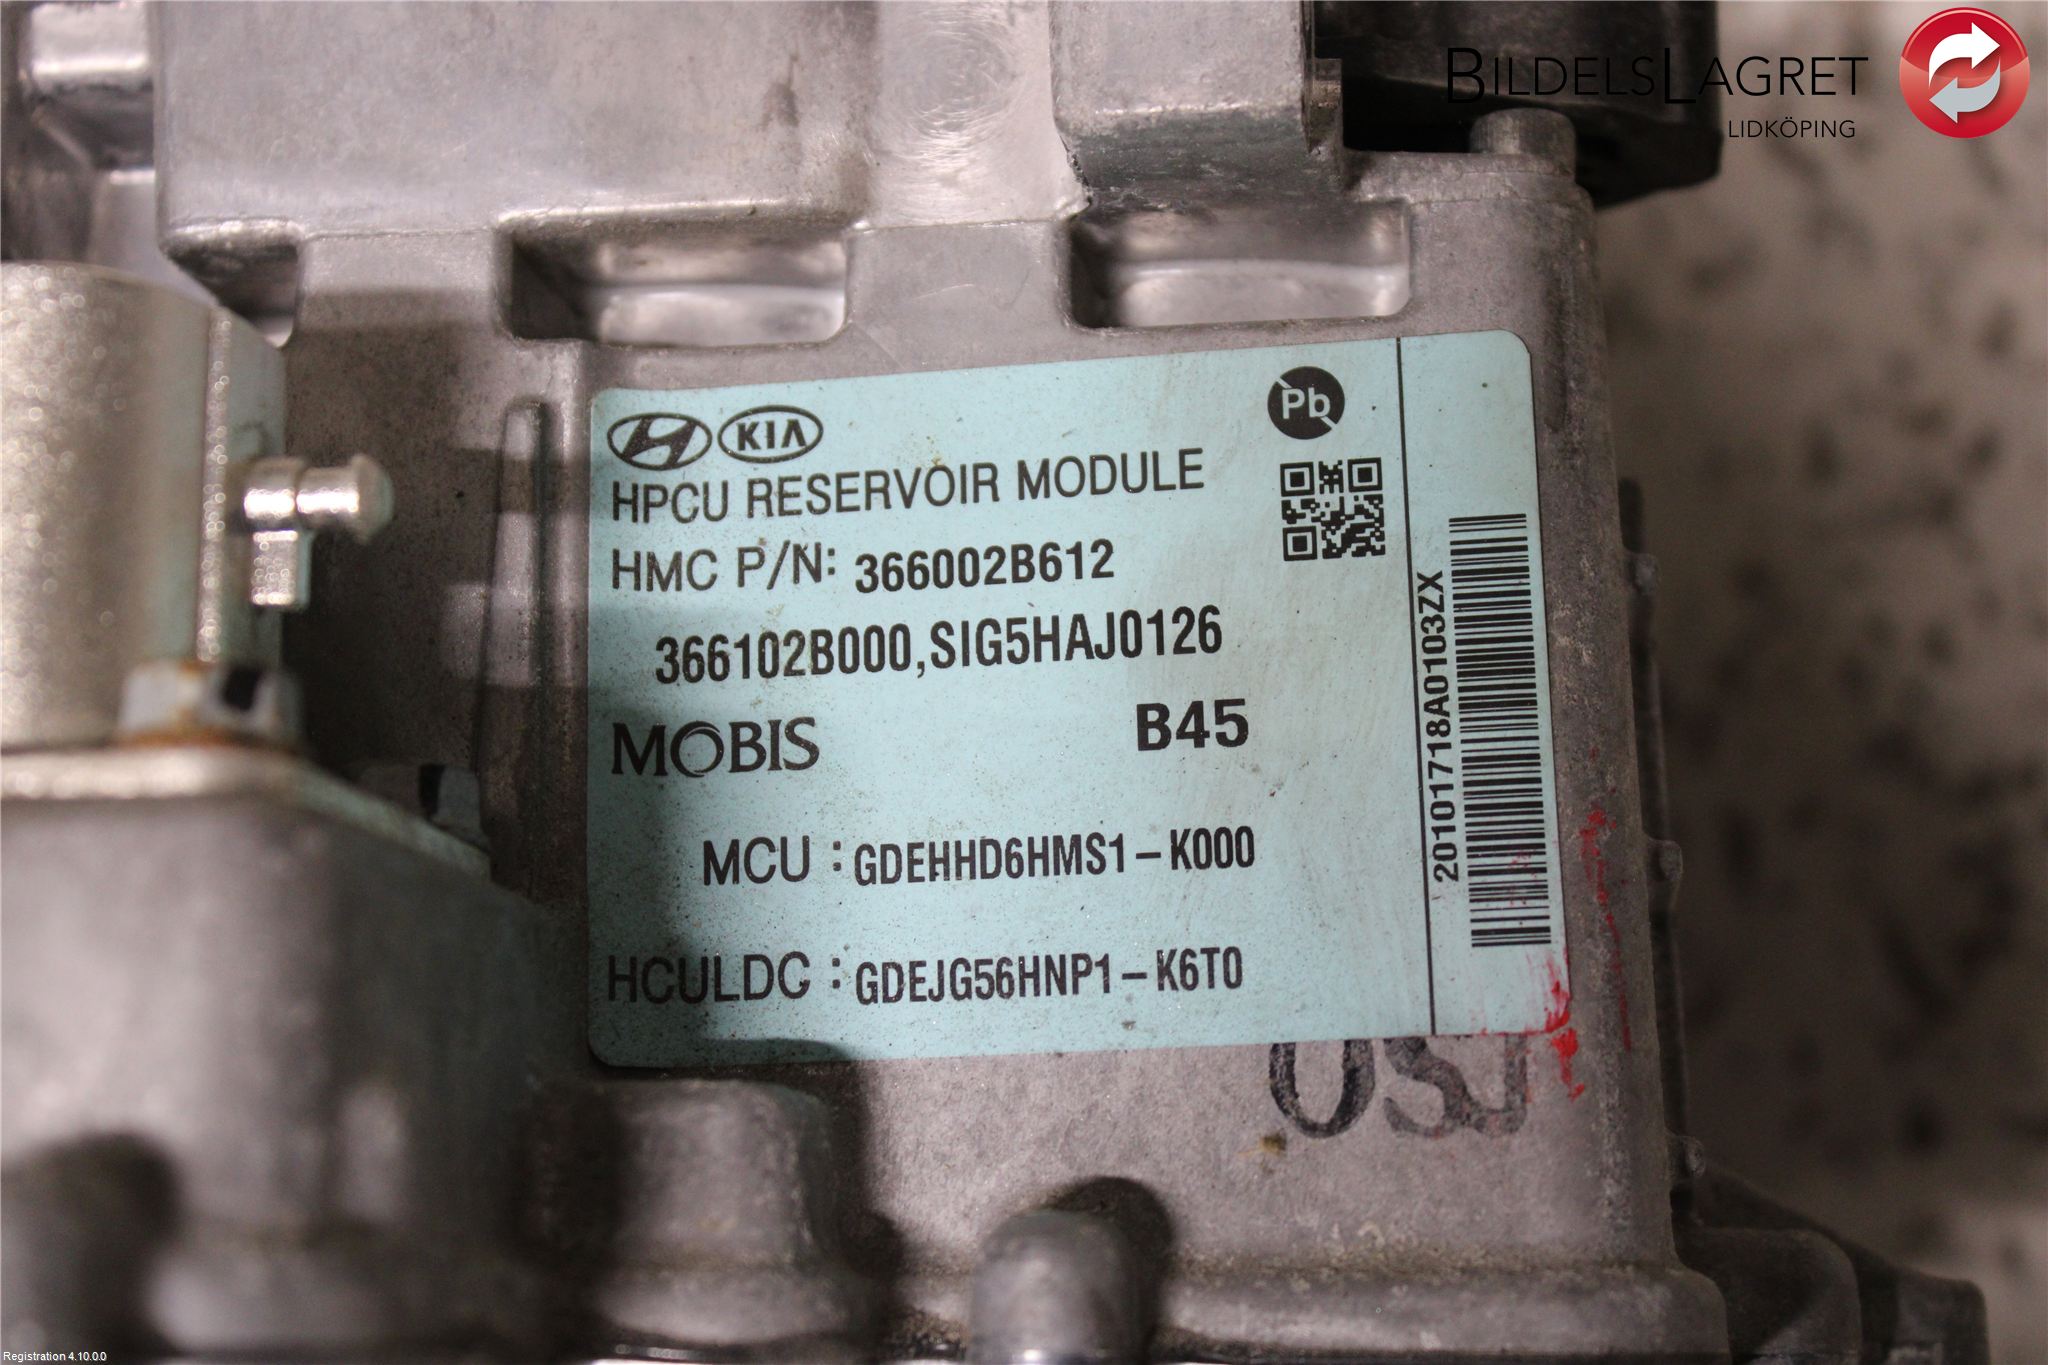 BILDELSLAGRET
LIDKÖPING
KIA
Pb
HPCU RESERVOIR MODULE
HMC P/N: 366002B612
366102B000,SIG5HAJ0126
MOBIS B45
MCU : GDEHHD6HMS1-K000
HCULDC : GDEJG56HNP1-K6T0
20101718A0103ZX
Registration 4.10.0.0